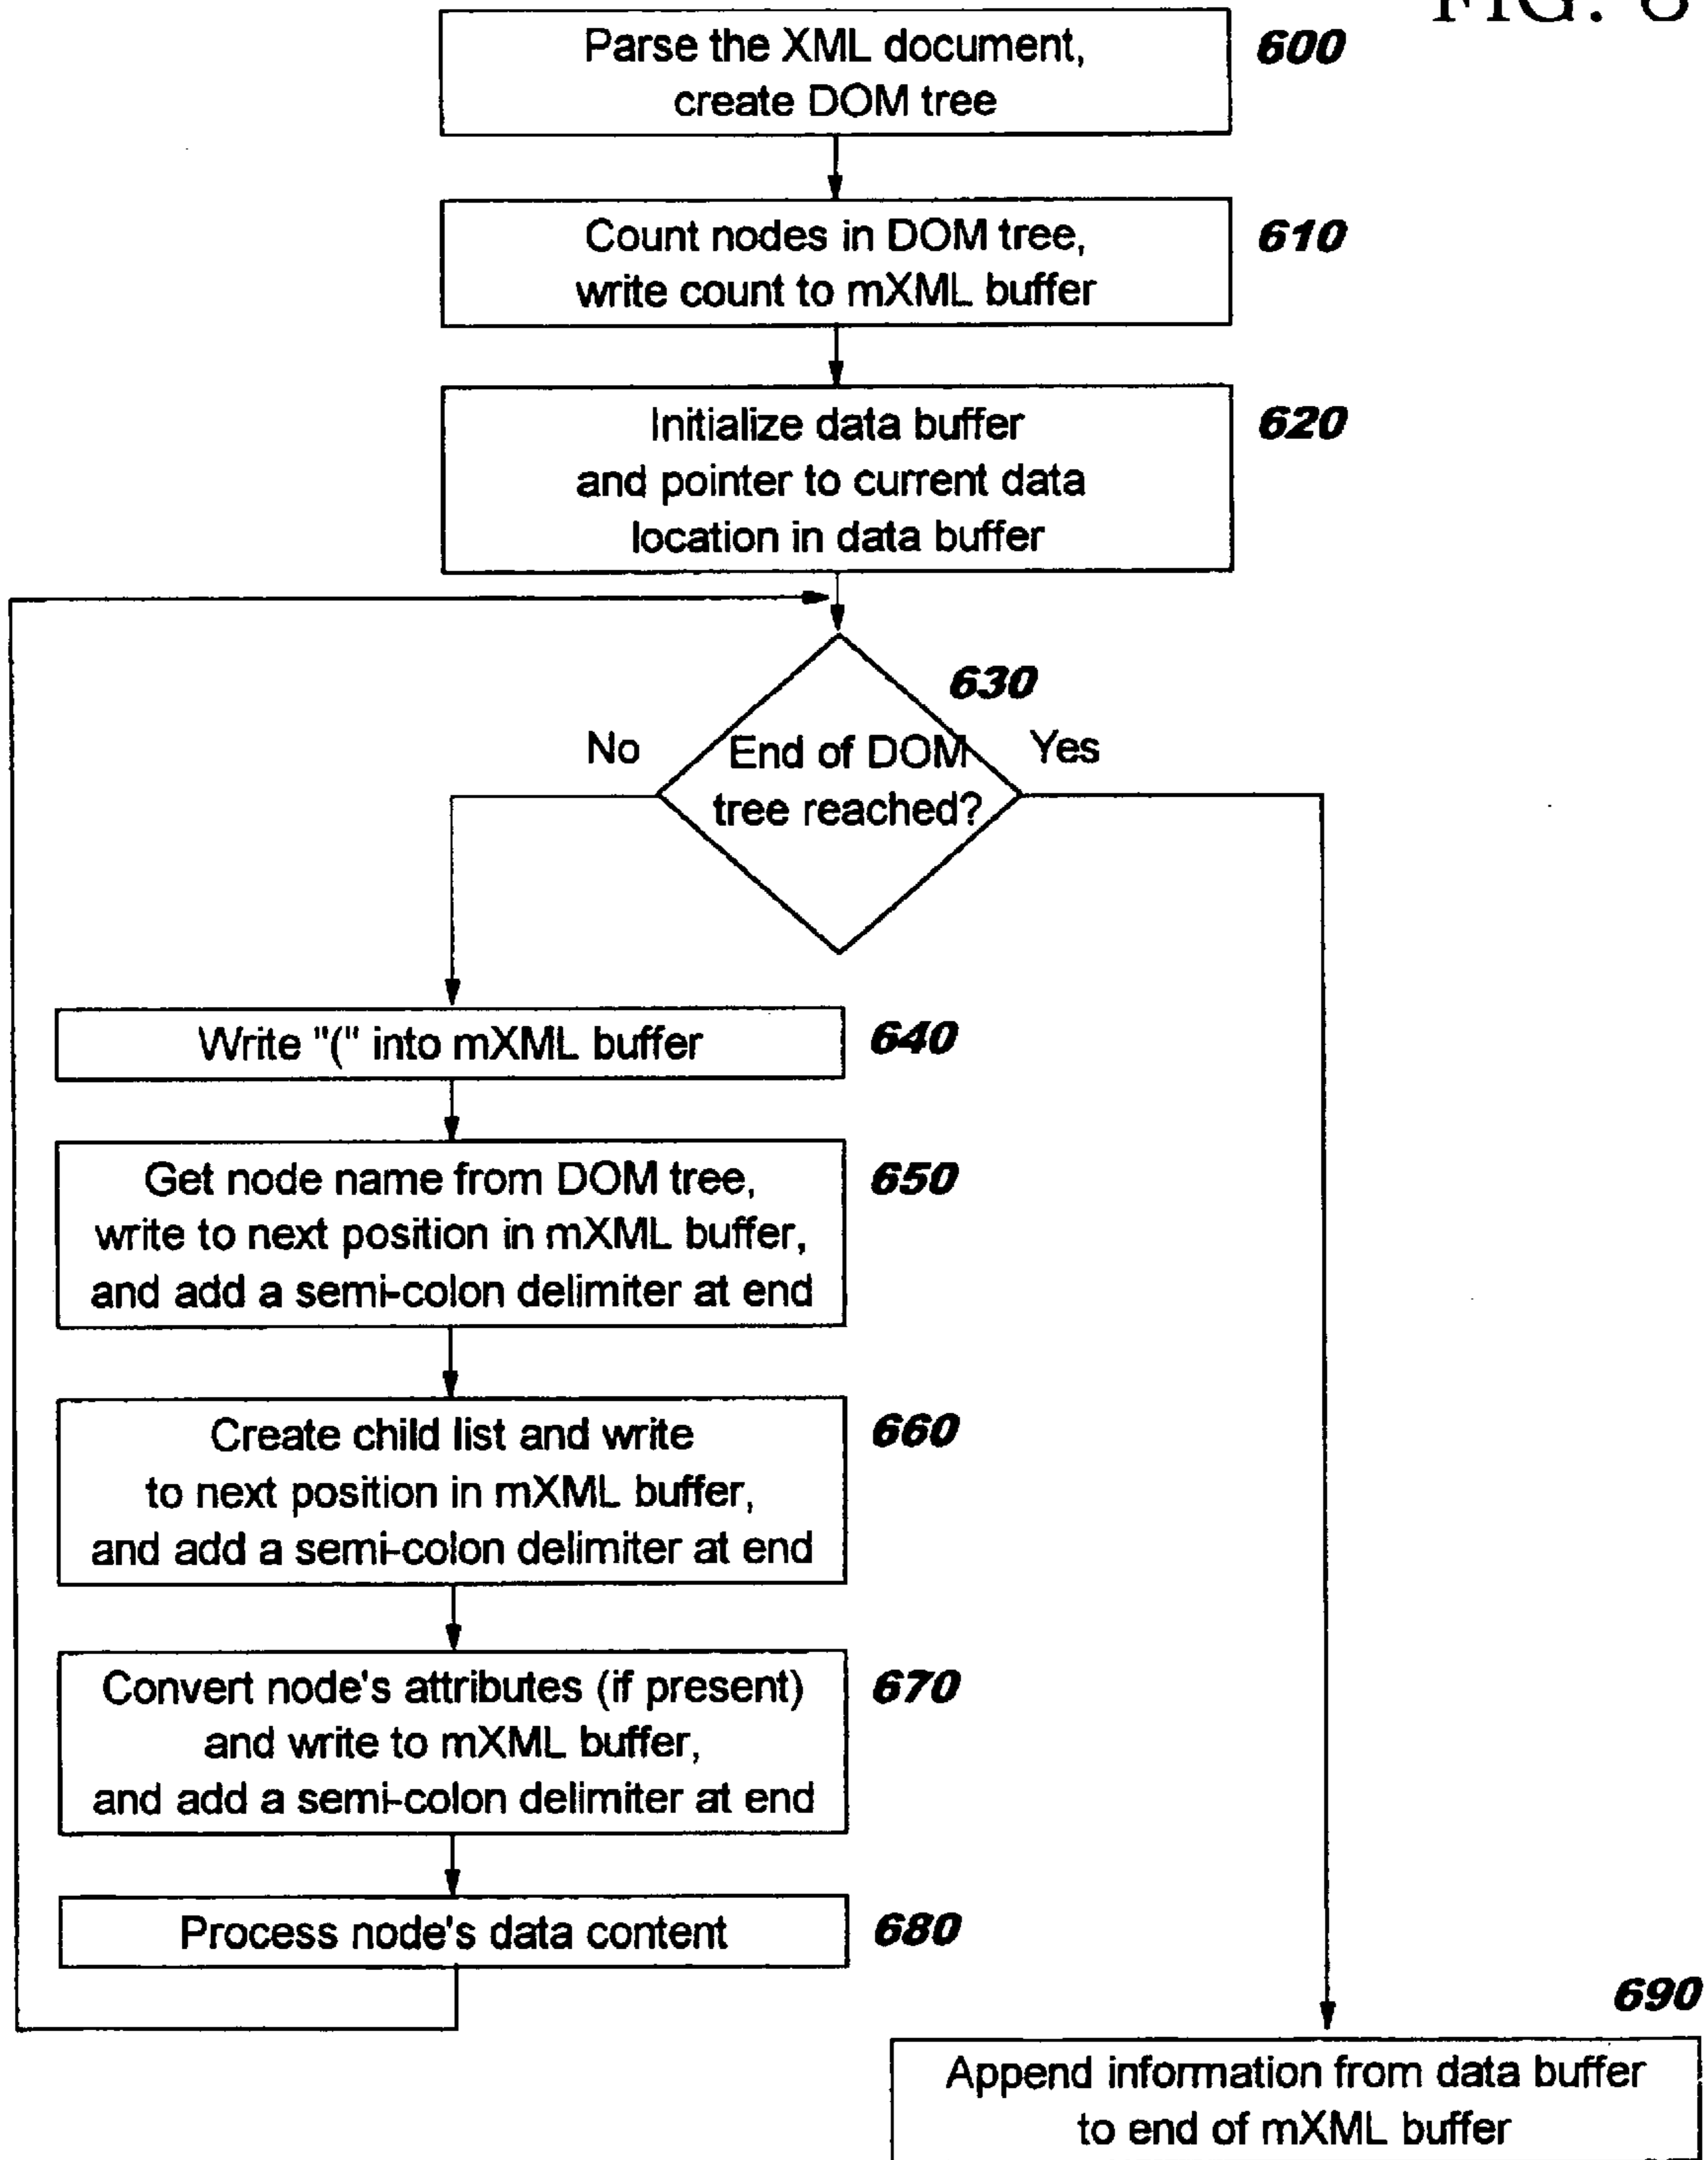 Parse the XML document,
create DOM tree
600
Count nodes in DOM tree,
write count to mXML buffer
610
Initialize data buffer
and pointer to current data
location in data buffer
620
630
No
End of DOM
tree reached?
Yes
Write "(" into mXML buffer
640
Get node name from DOM tree,
write to next position in mXML buffer,
and add a semi-colon delimiter at end
650
Create child list and write
to next position in mXML buffer,
and add a semi-colon delimiter at end
660
Convert node's attributes (if present)
and write to mXML buffer,
and add a semi-colon delimiter at end
670
Process node's data content
680
690
Append information from data buffer
to end of mXML buffer